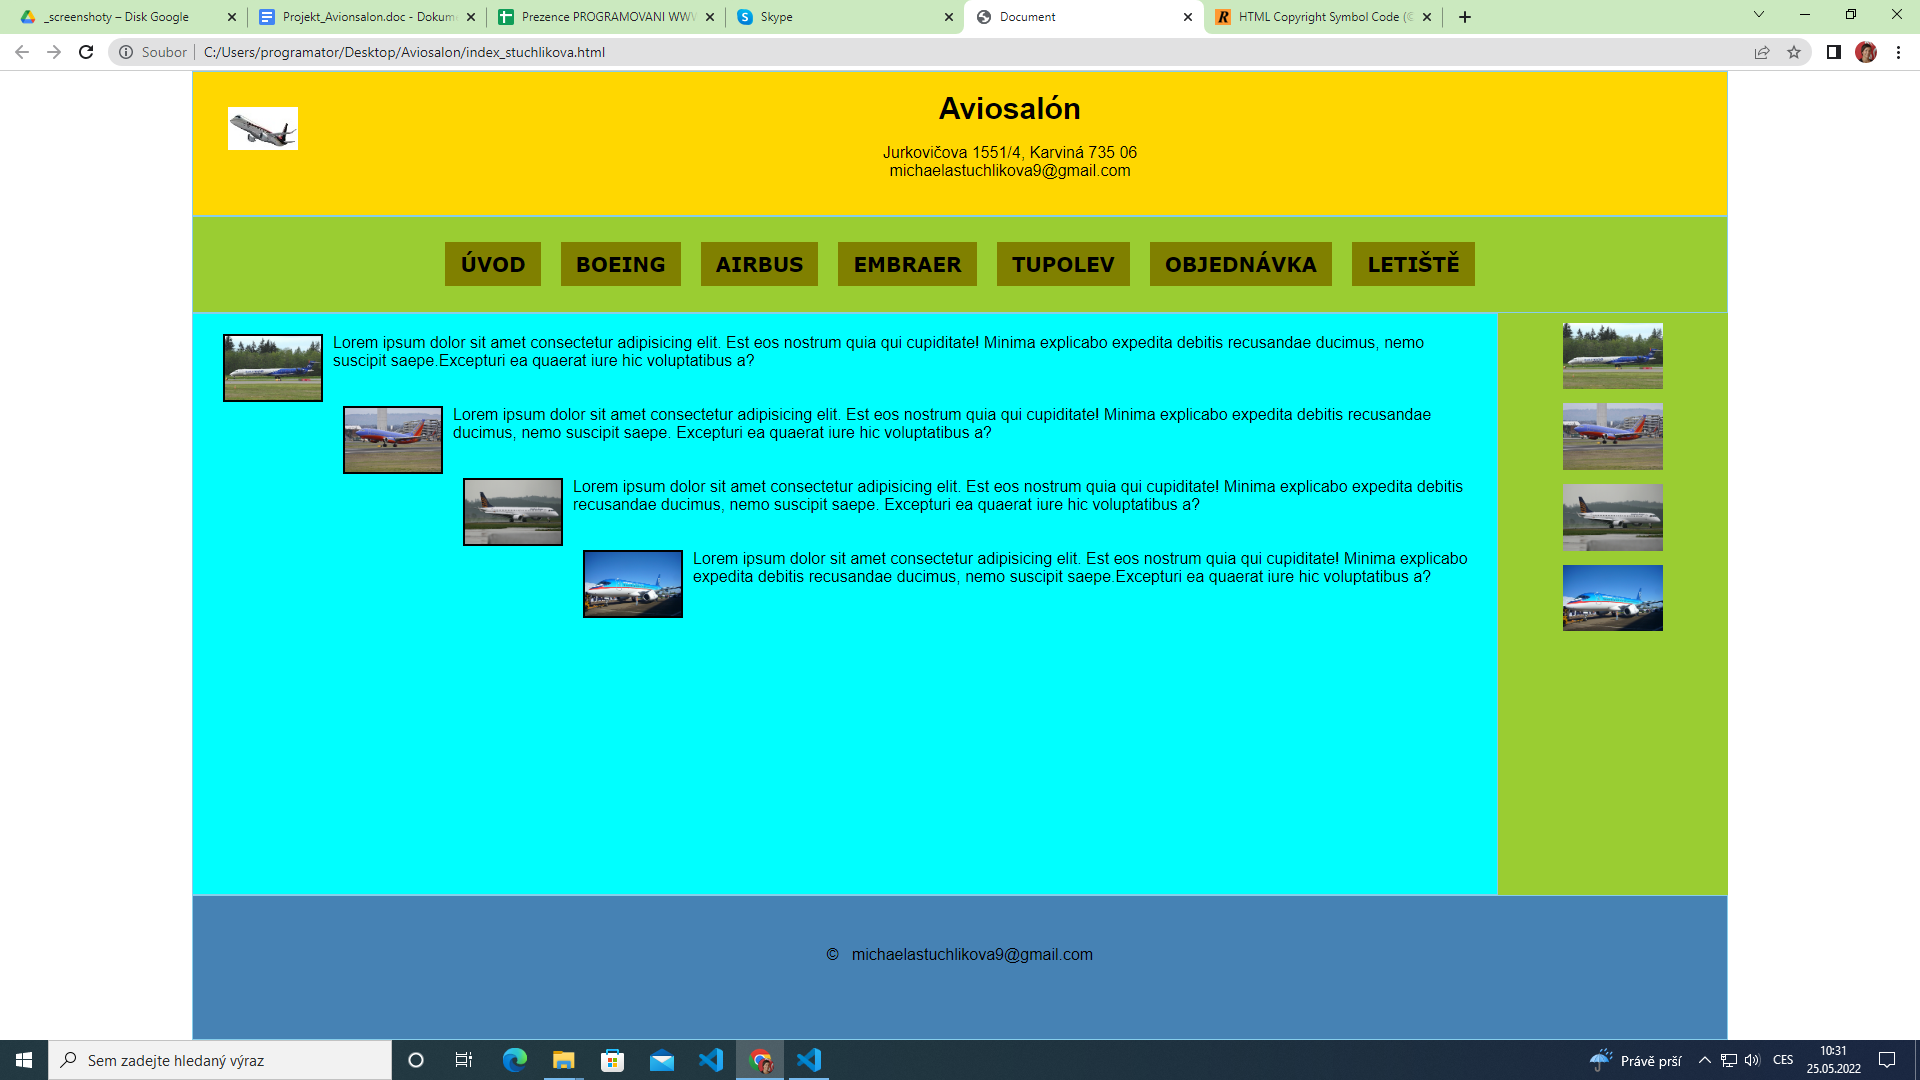 _screenshoty – Disk Google
Projekt_Avionsalon.doc - Dokum
Prezence PROGRAMOVANI WWW
Skype
Document
HTML Copyright Symbol Code (©
Soubor
C:/Users/programator/Desktop/Aviosalon/index_stuchlikova.html
Aviosalón
Jurkovičova 1551/4, Karviná 735 06
michaelastuchlikova9@gmail.com
ÚVOD
BOEING
AIRBUS
EMBRAER
TUPOLEV
OBJEDNÁVKA
LETIŠTĚ
Lorem ipsum dolor sit amet consectetur adipisicing elit. Est eos nostrum quia qui cupiditate! Minima explicabo expedita debitis recusandae ducimus, nemo
suscipit saepe.Excepturi ea quaerat iure hic voluptatibus a?
Lorem ipsum dolor sit amet consectetur adipisicing elit. Est eos nostrum quia qui cupiditate! Minima explicabo expedita debitis recusandae
ducimus, nemo suscipit saepe. Excepturi ea quaerat iure hic voluptatibus a?
Lorem ipsum dolor sit amet consectetur adipisicing elit. Est eos nostrum quia qui cupiditate! Minima explicabo expedita debitis
recusandae ducimus, nemo suscipit saepe. Excepturi ea quaerat iure hic voluptatibus a?
Lorem ipsum dolor sit amet consectetur adipisicing elit. Est eos nostrum quia qui cupiditate! Minima explicabo
expedita debitis recusandae ducimus, nemo suscipit saepe.Excepturi ea quaerat iure hic voluptatibus a?
© michaelastuchlikova9@gmail.com
Sem zadejte hledaný výraz
Právě prší
CES
10:31
25.05.2022